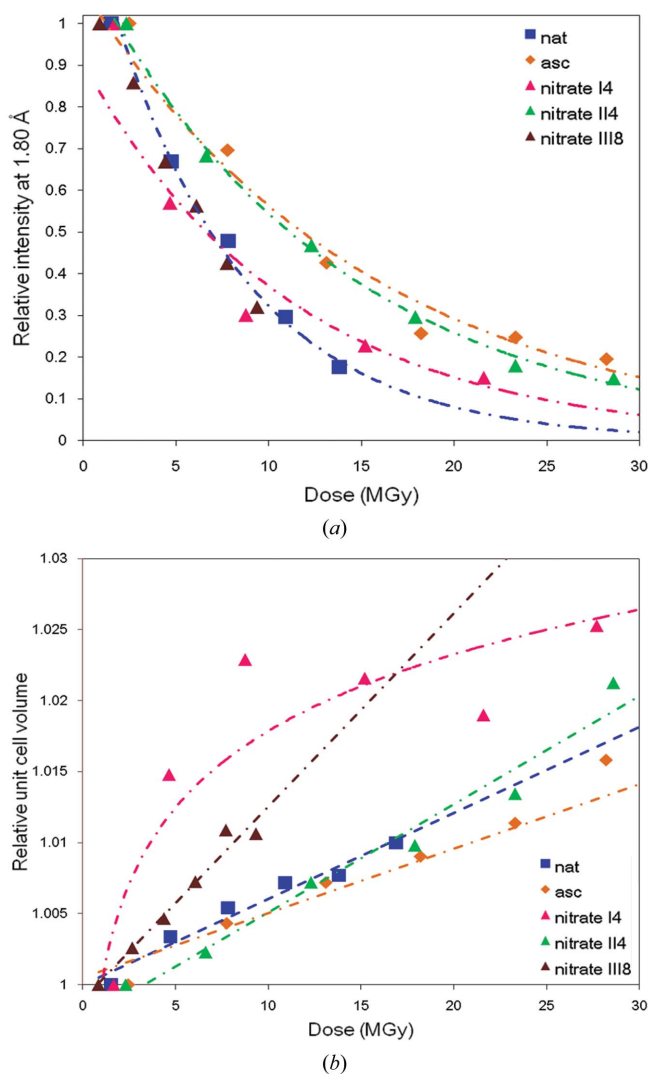 1
0.9
0.8
0.7
0.6
0.5
0.4
0.3
0.2
0.1
0
Relative intensity at 1.80 Å
nat
asc
nitrate I4
nitrate II4
nitrate III8
0 5 10 15 20 25 30
Dose (MGy)
(a)
1.03
1.025
1.02
1.015
1.01
1.005
1
Relative unit cell volume
nat
asc
nitrate I4
nitrate II4
nitrate III8
0 5 10 15 20 25 30
Dose (MGy)
(b)